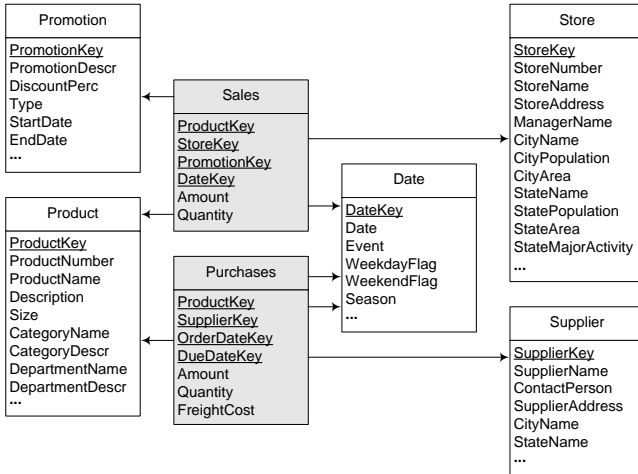 Promotion
PromotionKey
PromotionDescr
DiscountPerc
Type
StartDate
EndDate
...
Sales
ProductKey
StoreKey
PromotionKey
DateKey
Amount
Quantity
Store
StoreKey
StoreNumber
StoreName
StoreAddress
ManagerName
CityName
CityPopulation
CityArea
StateName
StatePopulation
StateArea
StateMajorActivity
...
Product
ProductKey
ProductNumber
ProductName
Description
Size
CategoryName
CategoryDescr
DepartmentName
DepartmentDescr
...
Purchases
ProductKey
SupplierKey
OrderDateKey
DueDateKey
Amount
Quantity
FreightCost
Date
DateKey
Date
Event
WeekdayFlag
WeekendFlag
Season
...
Supplier
SupplierKey
SupplierName
ContactPerson
SupplierAddress
CityName
StateName
...